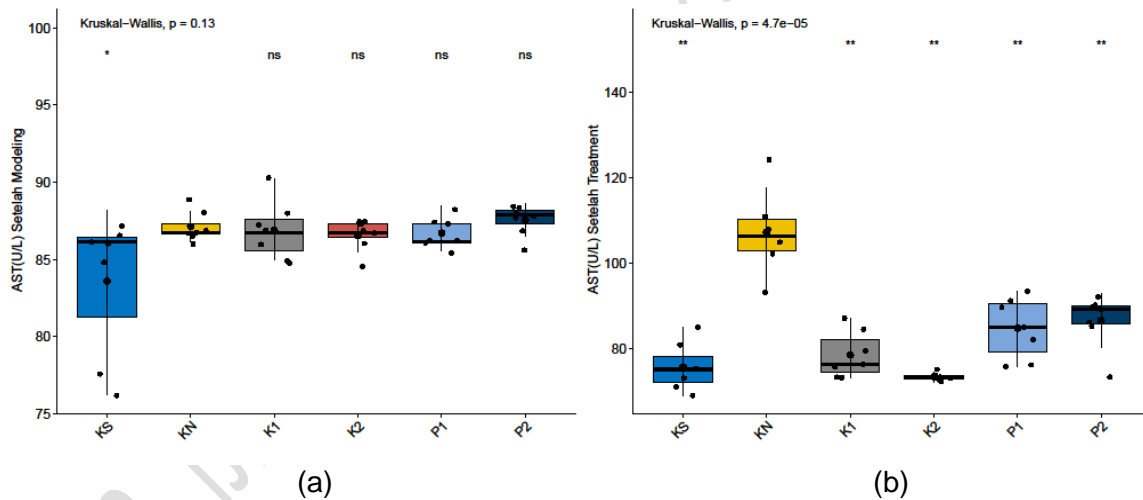 Kruskal−Wallis, p = 0.13
100
*
ns
ns
ns
ns
95
90
85
80
75
AST(U/L) Setelah Modeling
KS
KN
K1
K2
P1
P2
(a)
Kruskal−Wallis, p = 4.7e−05
**
**
**
**
**
140
120
100
80
AST(U/L) Setelah Treatment
KS
KN
K1
K2
P1
P2
(b)